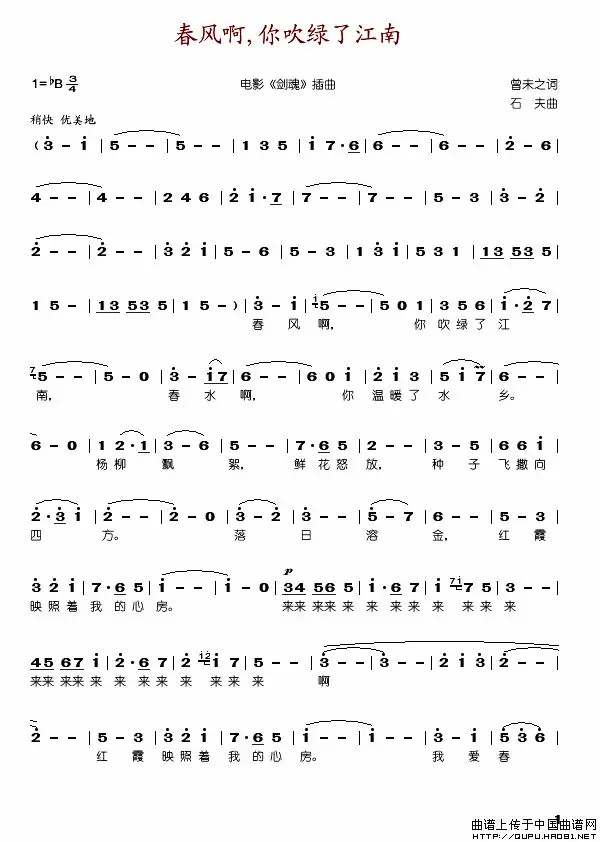 春风啊,你吹绿了江南
1=♭B 3/4 电影《剑魂》插曲 曾未之词
石 夫曲
稍快 优美地
( 3̇ – i̇ | 5 – – | 5 – – | 1 3 5 | i̇ 7·6 | 6 – – | 6 – – | 2̇ – 6 |
4 – – | 4 – – | 2 4 6 | 2̇ i̇·7 | 7 – – | 7 – – | 5 – 3 | 3̇ – 2̇ |
2̇ – – | 2̇ – – | 3̇ 2̇ i̇ | 5 – 6 | 5 – 5 | 1̇ 3̇ i̇ | 5 3 1 | 13 53 5 |
1 5 – | 13 53 5 | 1 5 – ) | 3̇ – i̇ | i̇ 5 – – | 5 0 1 | 3 5 6 | i̇·2̇ 7 |
春 风 啊, 你 吹 绿 了 江
7 5 – – | 5 – 0 | 3̇ – i̇7 | 6 – – | 6 0 i̇ | 2̇ i̇ 3̇ | 5 i̇ 7 | 6 – – |
南, 春 水 啊, 你 温 暖 了 水 乡。
6 – 0 | 1 2·1 | 3 – 6 | 5 – – | 7·6 5 | 2 – – | 3 – 5 | 6 6 i̇ |
杨 柳 飘 絮, 鲜 花 怒 放, 种 子 飞 撒 向
2̇·3̇ i̇ | 2̇ – – | 2̇ – 0 | 3̇ – 2̇ | 2̇ – 3̇ | 5 – 7 | 6 – – | 5 – 3 |
四 方。 落 日 溶 金, 红 霞
3̇ 2̇ i̇ | 7·6 5 | i̇ – – | i̇ – 0 | p 34 56 5 | i̇·6 7 | i̇ 7i̇ 7 5 | 3 – – |
映 照 着 我 的 心 房。 来来 来来 来 来 来 来 来 来 来 来
45 67 i̇ | 2̇·6 7 | 2̇ i̇2̇ i̇ 7 | 5 – – | 3̇ – – | 3̇ – – | 2̇ i̇ 3̇ | 2̇ – – |
来来 来来 来 来 来 来 来 来 来 来 啊
2̇ – – | 5 – 3 | 3̇ 2̇ i̇ | 7·6 5 | i̇ – – | i̇ – – | i̇ – 3̇ | 5 3̇ 6 |
红 霞 映 照 着 我 的 心 房。 我 爱 春
1
曲谱上传于中国曲谱网
HTTP://QUPU.HAO81.NET